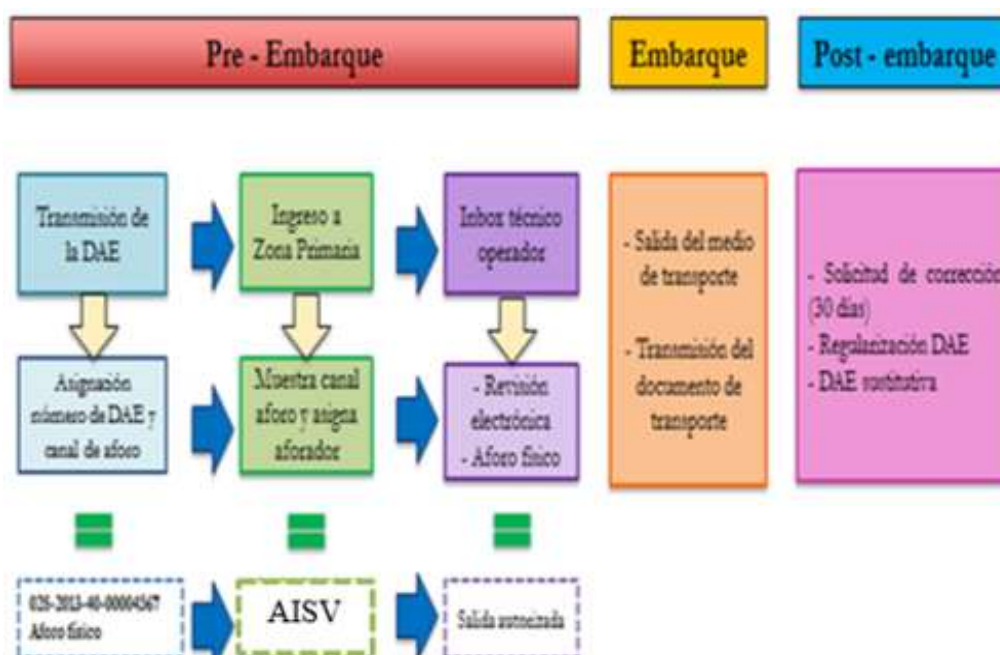 Pre - Embarque
Embarque
Post - embarque
Transmisión de
la DAE
Ingreso a
Zona Primaria
Inbox técnico
operador
Asignación
número de DAE y
canal de aforo
Muestra canal
aforo y asigna
aforador
- Revisión
electrónica
- Aforo físico
- Salida del medio
de transporte
- Transmisión del
documento de
transporte
- Solicitud de corrección
(30 días)
- Regularización DAE
- DAE sustitutiva
028-2013-40-00004567
Aforo físico
AISV
Salida autorizada